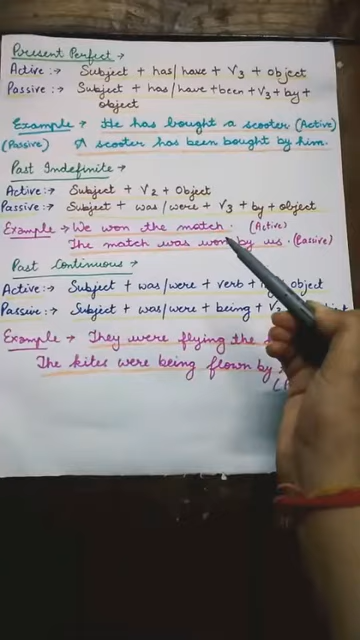 Present Perfect →
Active :→ Subject + has/have + V3 + object
Passive :→ Subject + has/have + been + V3 + by +
object
Example → He has bought a scooter. (Active)
(Passive) A scooter has been bought by him.
Past Indefinite →
Active :→ Subject + V2 + Object
Passive :→ Subject + was/were + V3 + by + object
Example → We won the match. (Active)
The match was won by us. (Passive)
Past Continuous →
Active :→ Subject + was/were + verb + object
Passive :→ Subject + was/were + being +
Example → They were flying the
The kites were being flown by